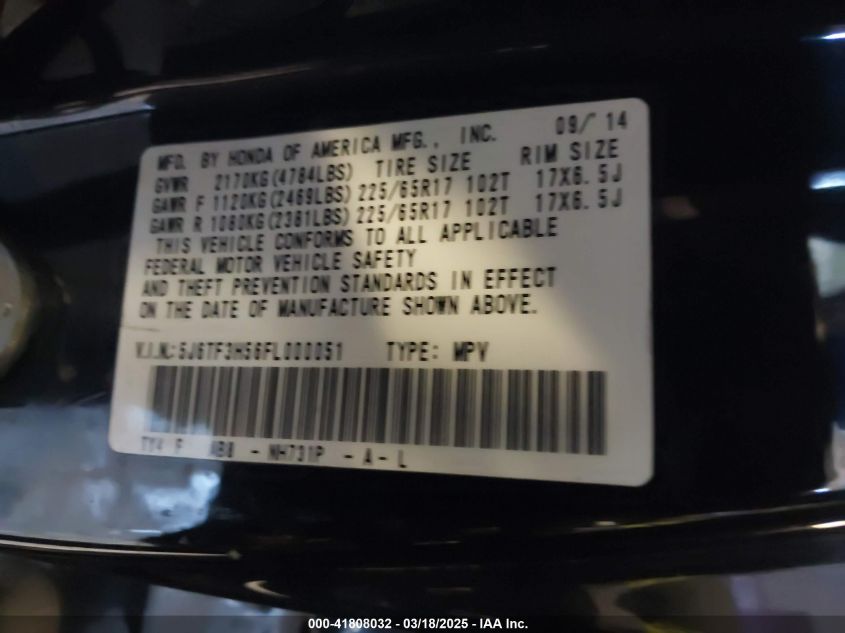 MFD. BY HONDA OF AMERICA MFG., INC. 09/ 14
GVWR 2170KG(4784LBS) TIRE SIZE RIM SIZE
GAWR F 1120KG(2469LBS) 225/65R17 102T 17X6.5J
GAWR R 1080KG(2381LBS) 225/65R17 102T 17X6.5J
THIS VEHICLE CONFORMS TO ALL APPLICABLE
FEDERAL MOTOR VEHICLE SAFETY
AND THEFT PREVENTION STANDARDS IN EFFECT
ON THE DATE OF MANUFACTURE SHOWN ABOVE.
V.I.N.: 5J6TF3H56FL000051 TYPE: MPV
TY4 F AB0 - NH731P - A - L
000-41808032 — 03/18/2025 — IAA Inc.